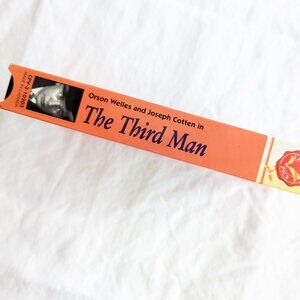 Orson Welles and Joseph Cotten in
The Third Man